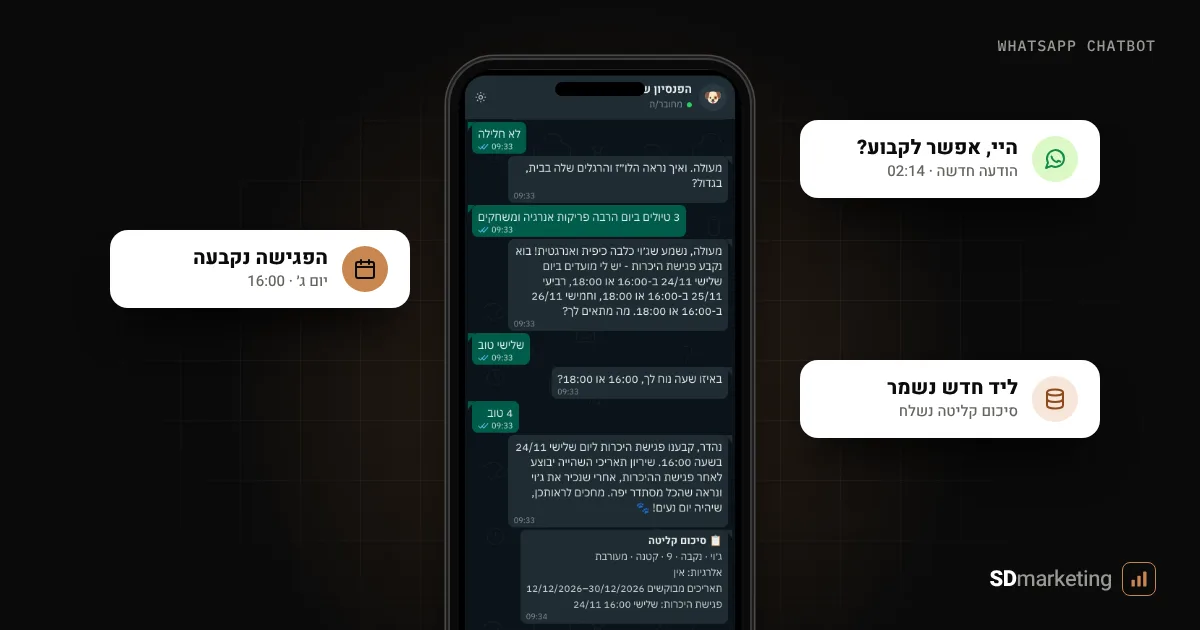 WHATSAPP CHATBOT
היי, אפשר לקבוע?
הודעה חדשה · 02:14
הפגישה נקבעה
יום ג׳ · 16:00
ליד חדש נשמר
סיכום קליטה נשלח
הפנסיון ש
מחובר/ת
לא חלילה
09:33
מעולה. ואיך נראה הלו״ז והרגלים שלה בבית,
בגדול?
09:33
3 טיולים ביום הרבה פריקות אנרגיה ומשחקים
09:33
מעולה, נשמע שג׳וי כלבה כיפית ואנרגטית! בוא
נקבע פגישת היכרות - יש לי מועדים ביום
שלישי 24/11 ב-16:00 או 18:00, רביעי
25/11 ב-16:00 או 18:00, וחמישי 26/11
ב-16:00 או 18:00. מה מתאים לך?
09:33
שלישי טוב
09:33
באיזו שעה נוח לך, 16:00 או 18:00?
09:33
4 טוב
09:33
נהדר, קבענו פגישת היכרות ליום שלישי 24/11
בשעה 16:00. שיריון תאריכי השהייה יבוצע
לאחר פגישת ההיכרות, אחרי שנכיר את ג׳וי
ונראה שהכל מסתדר יפה. מחכים לראותכן,
שיהיה יום נעים! 🐾
09:33
📋 סיכום קליטה
ג׳וי · נקבה · 9 · קטנה · מעורבת
אלרגיות: אין
תאריכים מבוקשים 12/12/2026–30/12/2026
פגישת היכרות: שלישי 24/11 16:00
09:34
SDmarketing